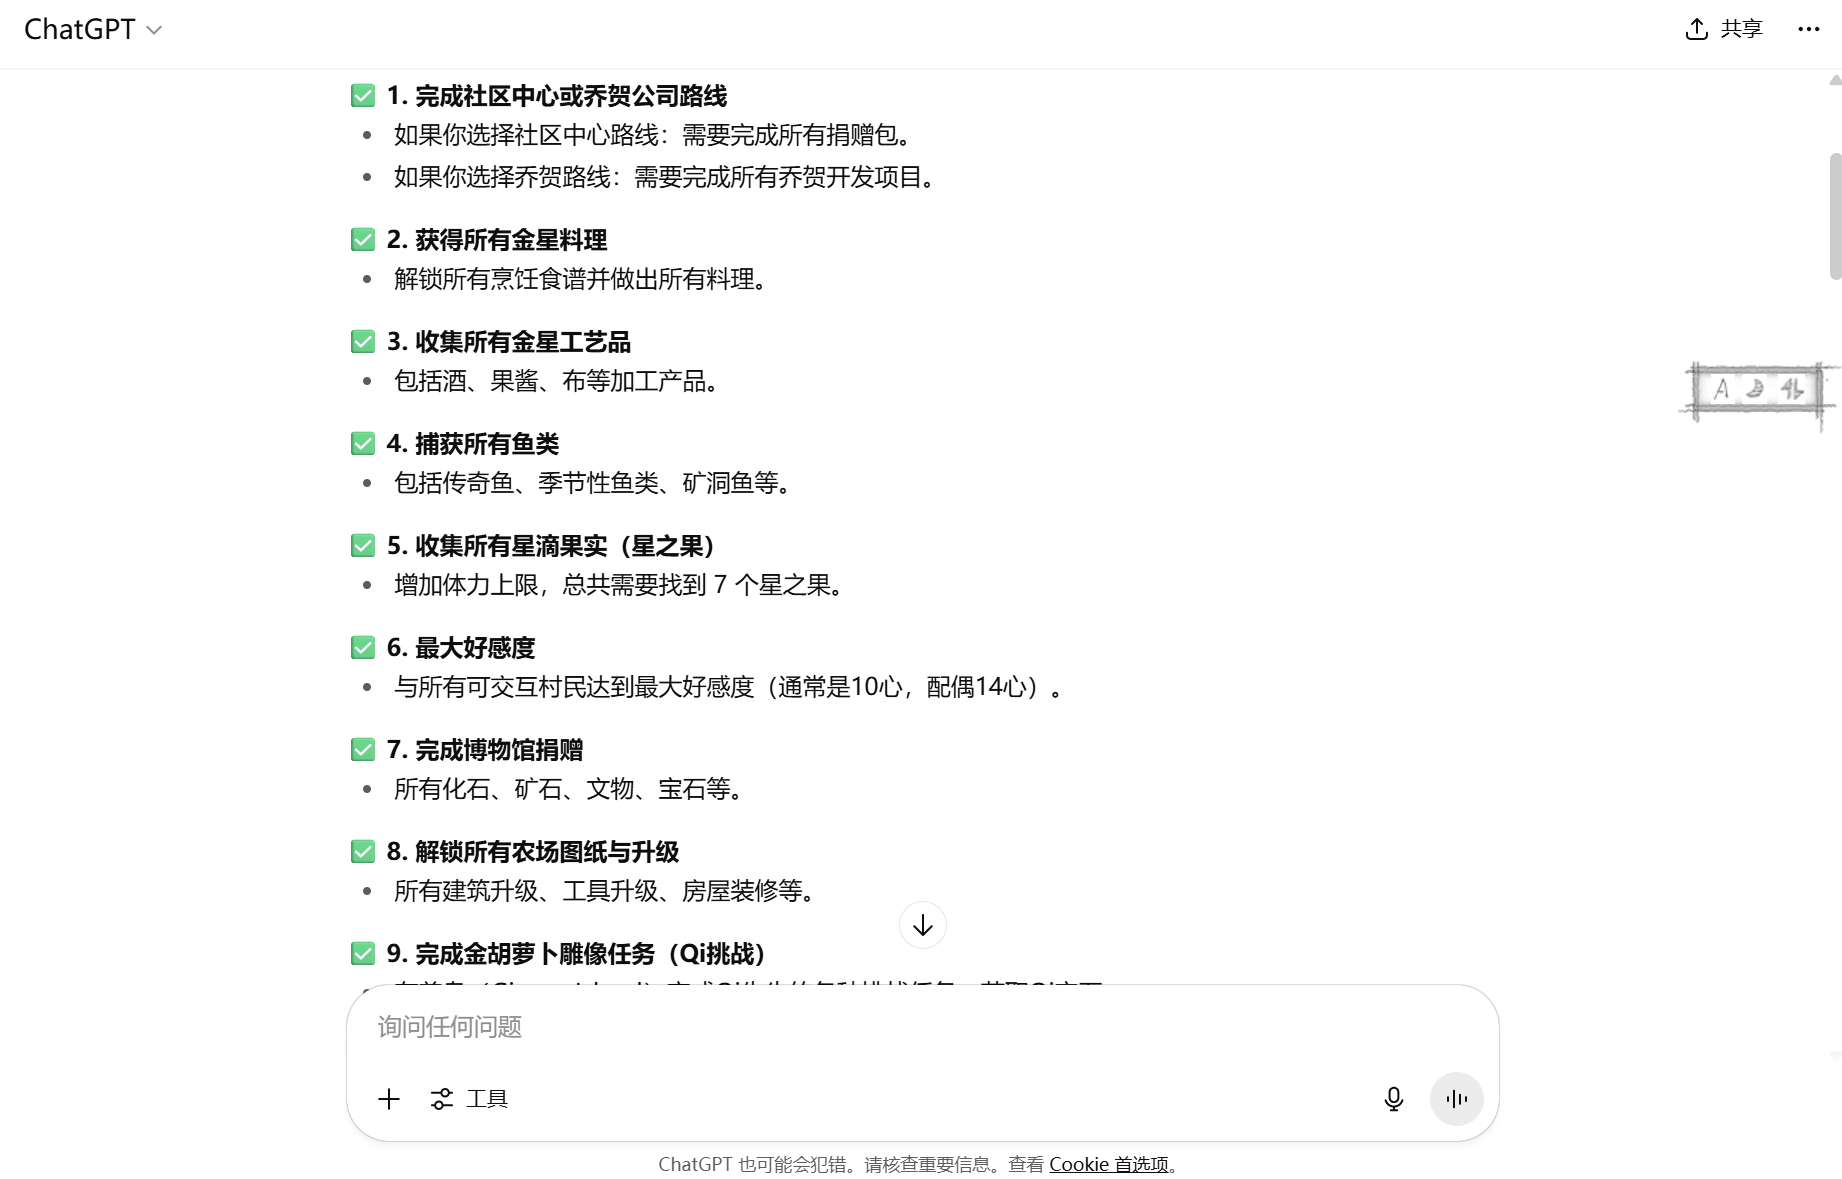 ChatGPT
共享
✅ 1. 完成社区中心或乔贺公司路线
• 如果你选择社区中心路线：需要完成所有捐赠包。
• 如果你选择乔贺路线：需要完成所有乔贺开发项目。
✅ 2. 获得所有金星料理
• 解锁所有烹饪食谱并做出所有料理。
✅ 3. 收集所有金星工艺品
• 包括酒、果酱、布等加工产品。
✅ 4. 捕获所有鱼类
• 包括传奇鱼、季节性鱼类、矿洞鱼等。
✅ 5. 收集所有星滴果实（星之果）
• 增加体力上限，总共需要找到 7 个星之果。
✅ 6. 最大好感度
• 与所有可交互村民达到最大好感度（通常是10心，配偶14心）。
✅ 7. 完成博物馆捐赠
• 所有化石、矿石、文物、宝石等。
✅ 8. 解锁所有农场图纸与升级
• 所有建筑升级、工具升级、房屋装修等。
✅ 9. 完成金胡萝卜雕像任务（Qi挑战）
询问任何问题
工具
ChatGPT 也可能会犯错。请核查重要信息。查看 Cookie 首选项。